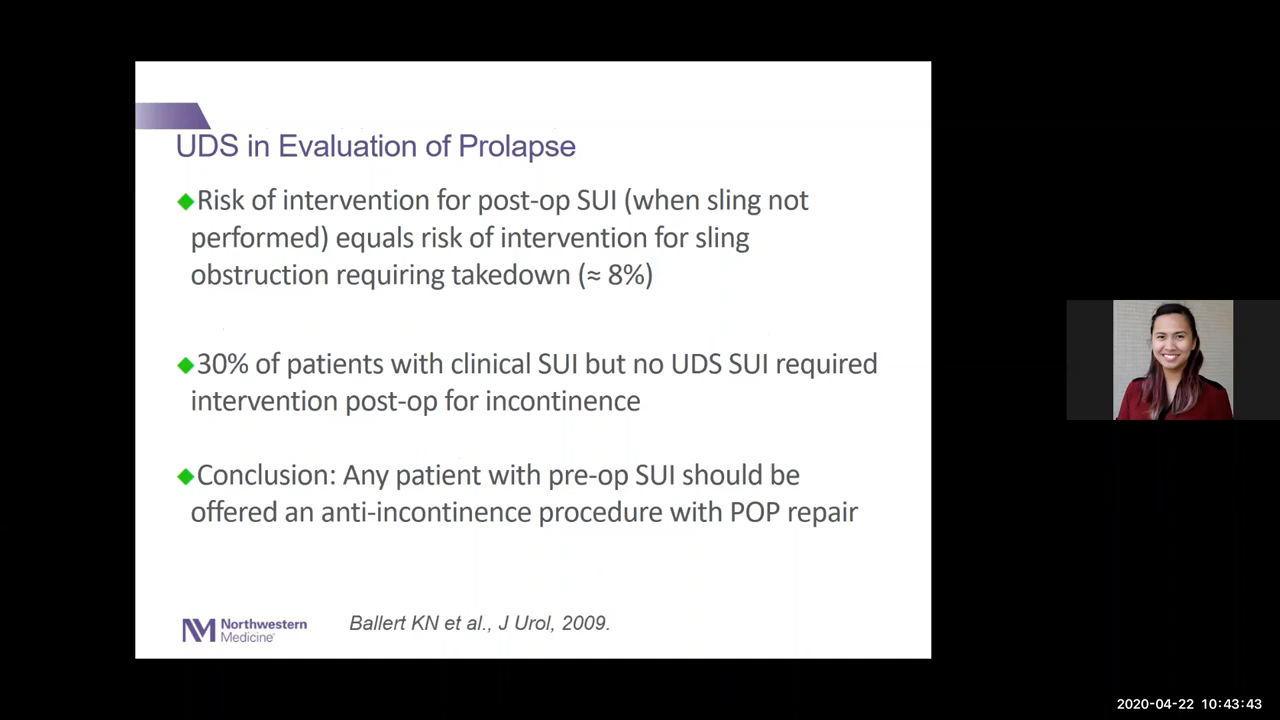 UDS in Evaluation of Prolapse
Risk of intervention for post-op SUI (when sling not
performed) equals risk of intervention for sling
obstruction requiring takedown (≈ 8%)
30% of patients with clinical SUI but no UDS SUI required
intervention post-op for incontinence
Conclusion: Any patient with pre-op SUI should be
offered an anti-incontinence procedure with POP repair
NM Northwestern
Medicine®
Ballert KN et al., J Urol, 2009.
2020-04-22 10:43:43